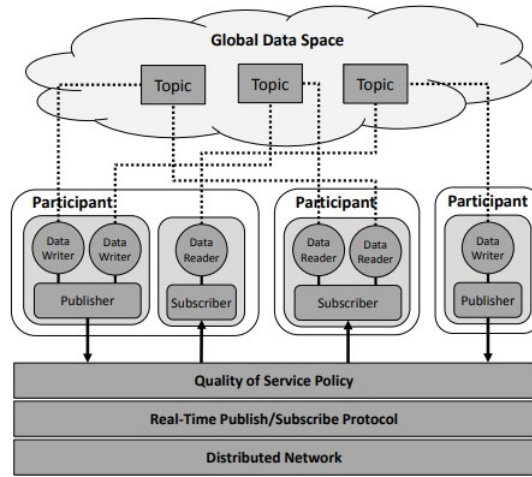 Global Data Space
Topic
Topic
Topic
Participant
Participant
Participant
Data
Writer
Data
Writer
Data
Reader
Data
Reader
Data
Reader
Data
Writer
Publisher
Subscriber
Subscriber
Publisher
Quality of Service Policy
Real-Time Publish/Subscribe Protocol
Distributed Network